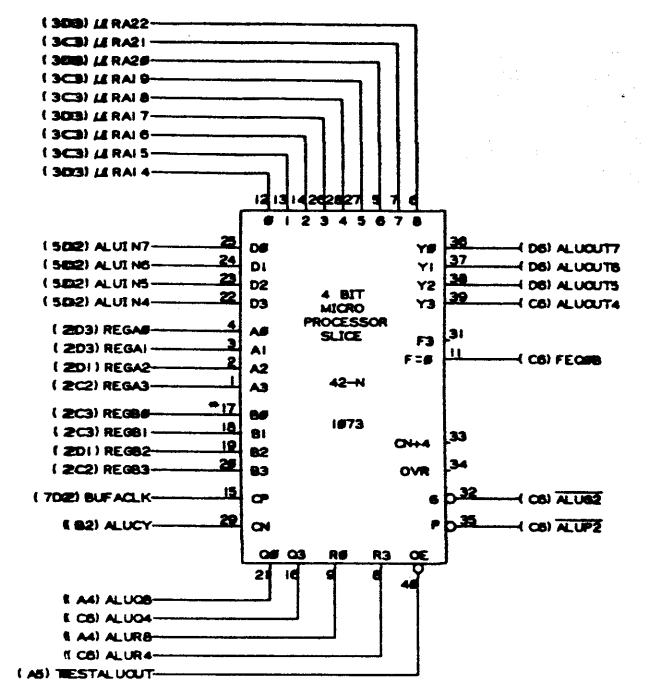 (3D3) RA22
(3C3) RA21
(3D3) RA20
(3C3) RA19
(3C3) RA18
(3D3) RA17
(3C3) RA16
(3C3) RA15
(3D3) RA14
12 13 14 26 28 27 5 7 6
0 1 2 3 4 5 6 7 8
(5D2) ALUIN7 25 D0 Y0 36 (D6) ALUOUT7
(5D2) ALUIN6 24 D1 Y1 37 (D6) ALUOUT6
(5D2) ALUIN5 23 D2 Y2 38 (D6) ALUOUT5
(5D2) ALUIN4 22 D3 Y3 39 (C6) ALUOUT4
4 BIT
MICRO
PROCESSOR
SLICE
(2D3) REGA0 4 A0 F3 31
(2D3) REGA1 3 A1
(2D1) REGA2 2 A2 F=0 11 (C6) FEQ0B
(2C2) REGA3 1 A3 42-N
(2C3) REGB0 17 B0 1073
(2C3) REGB1 18 B1 CN+4 33
(2D1) REGB2 19 B2
(2C2) REGB3 20 B3 OVR 34
(7D2) BUFACLK 15 CP G 32 (C6) ALUG2
(B2) ALUCY 29 CN P 35 (C6) ALUP2
Q0 Q3 R0 R3 OE
21 16 9 8 40
(A4) ALUQ8
(C6) ALUQ4
(A4) ALUR8
(C6) ALUR4
(A5) TESTALUOUT